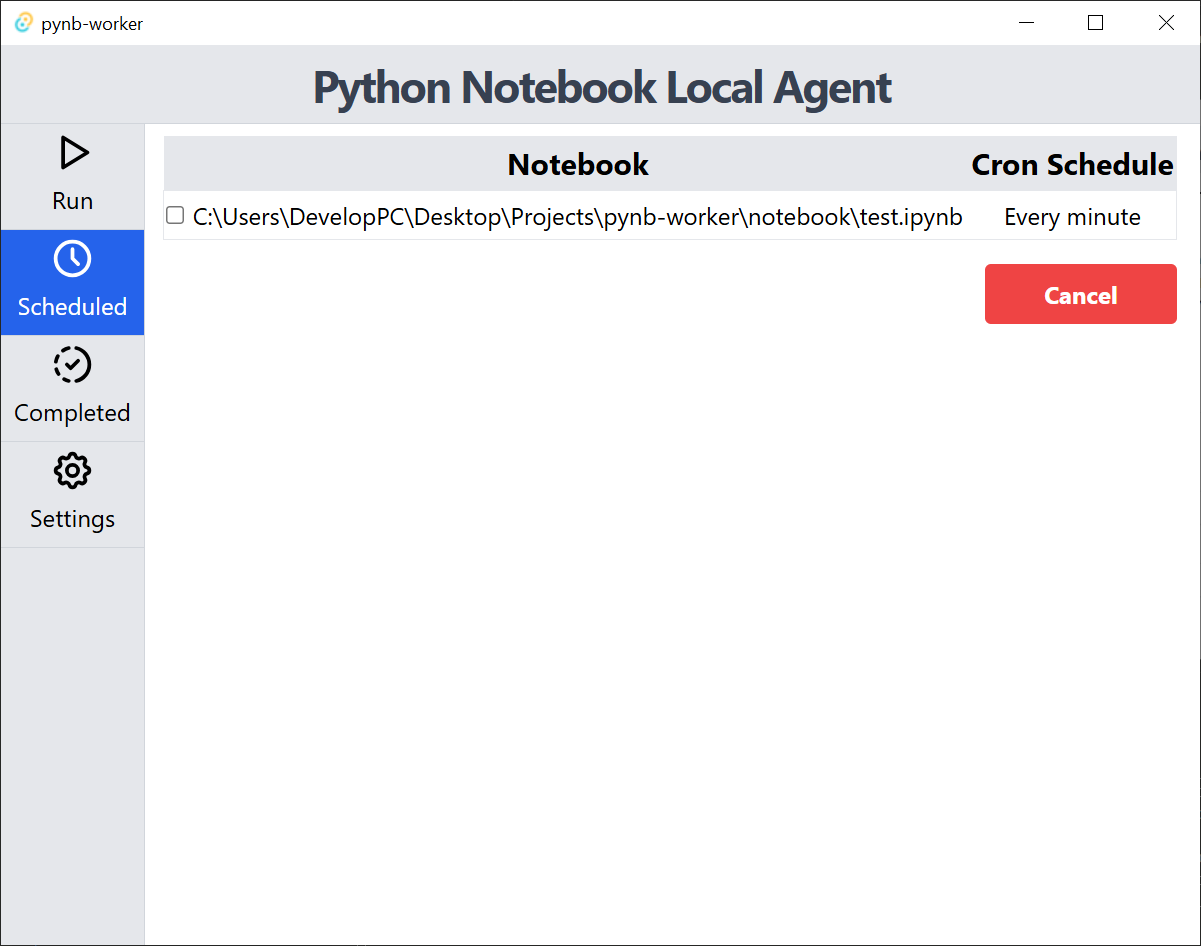 pynb-worker
Python Notebook Local Agent
Run
Scheduled
Completed
Settings
Notebook Cron Schedule
C:\Users\DevelopPC\Desktop\Projects\pynb-worker\notebook\test.ipynb Every minute
Cancel